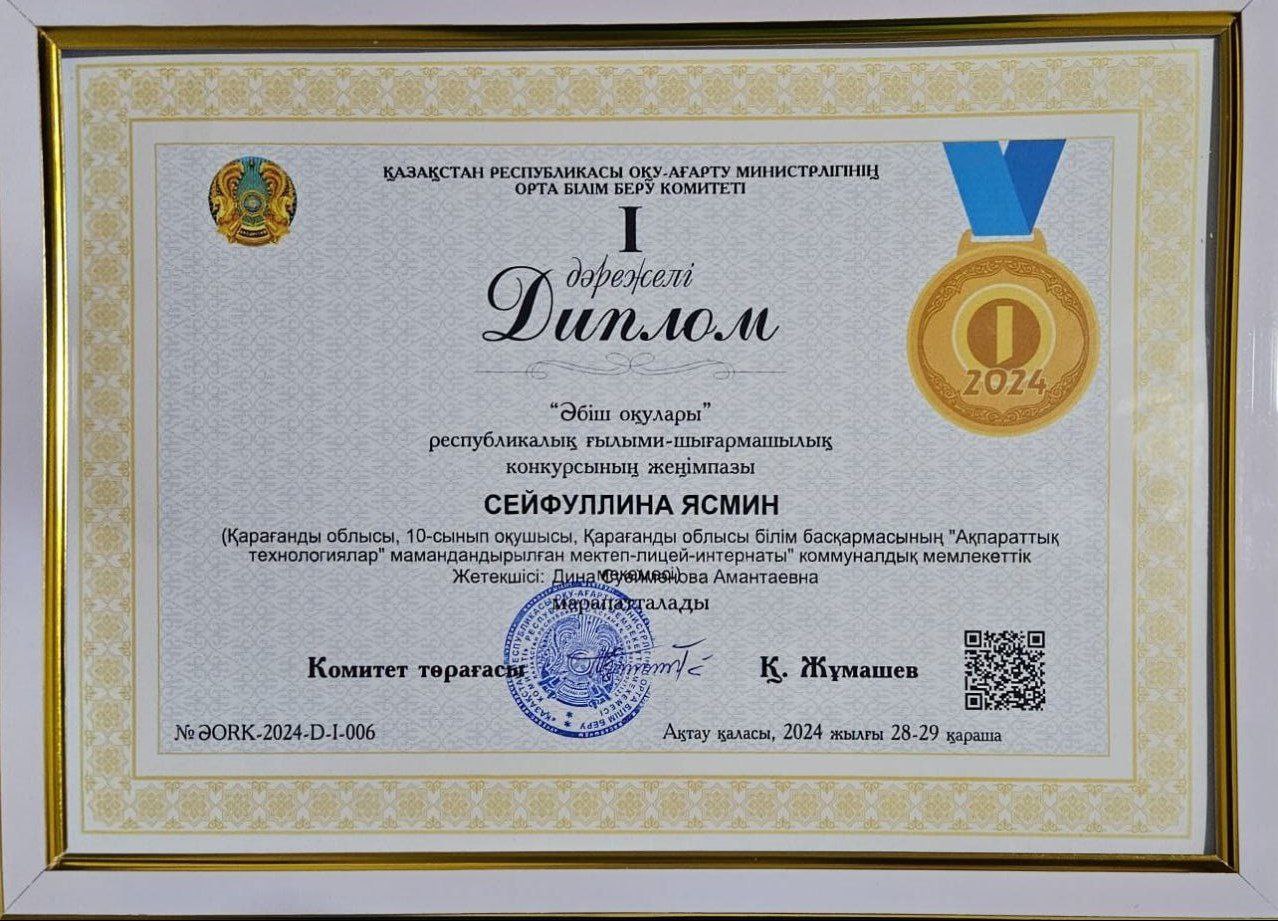 ҚАЗАҚСТАН РЕСПУБЛИКАСЫ ОҚУ-АҒАРТУ МИНИСТРЛІГІНІҢ
ОРТА БІЛІМ БЕРУ КОМИТЕТІ
I
дәрежелі
Диплом
I
2024
“Әбіш оқулары”
республикалық ғылыми-шығармашылық
конкурсының жеңімпазы
СЕЙФУЛЛИНА ЯСМИН
(Қарағанды облысы, 10-сынып оқушысы, Қарағанды облысы білім басқармасының "Ақпараттық
технологиялар" мамандандырылған мектеп-лицей-интернаты" коммуналдық мемлекеттік
мекемесі)
Жетекшісі: Дина Амантаевна
марапатталады
Комитет төрағасы
Қ. Жұмашев
№ ӘORK-2024-D-I-006
Ақтау қаласы, 2024 жылғы 28-29 қараша